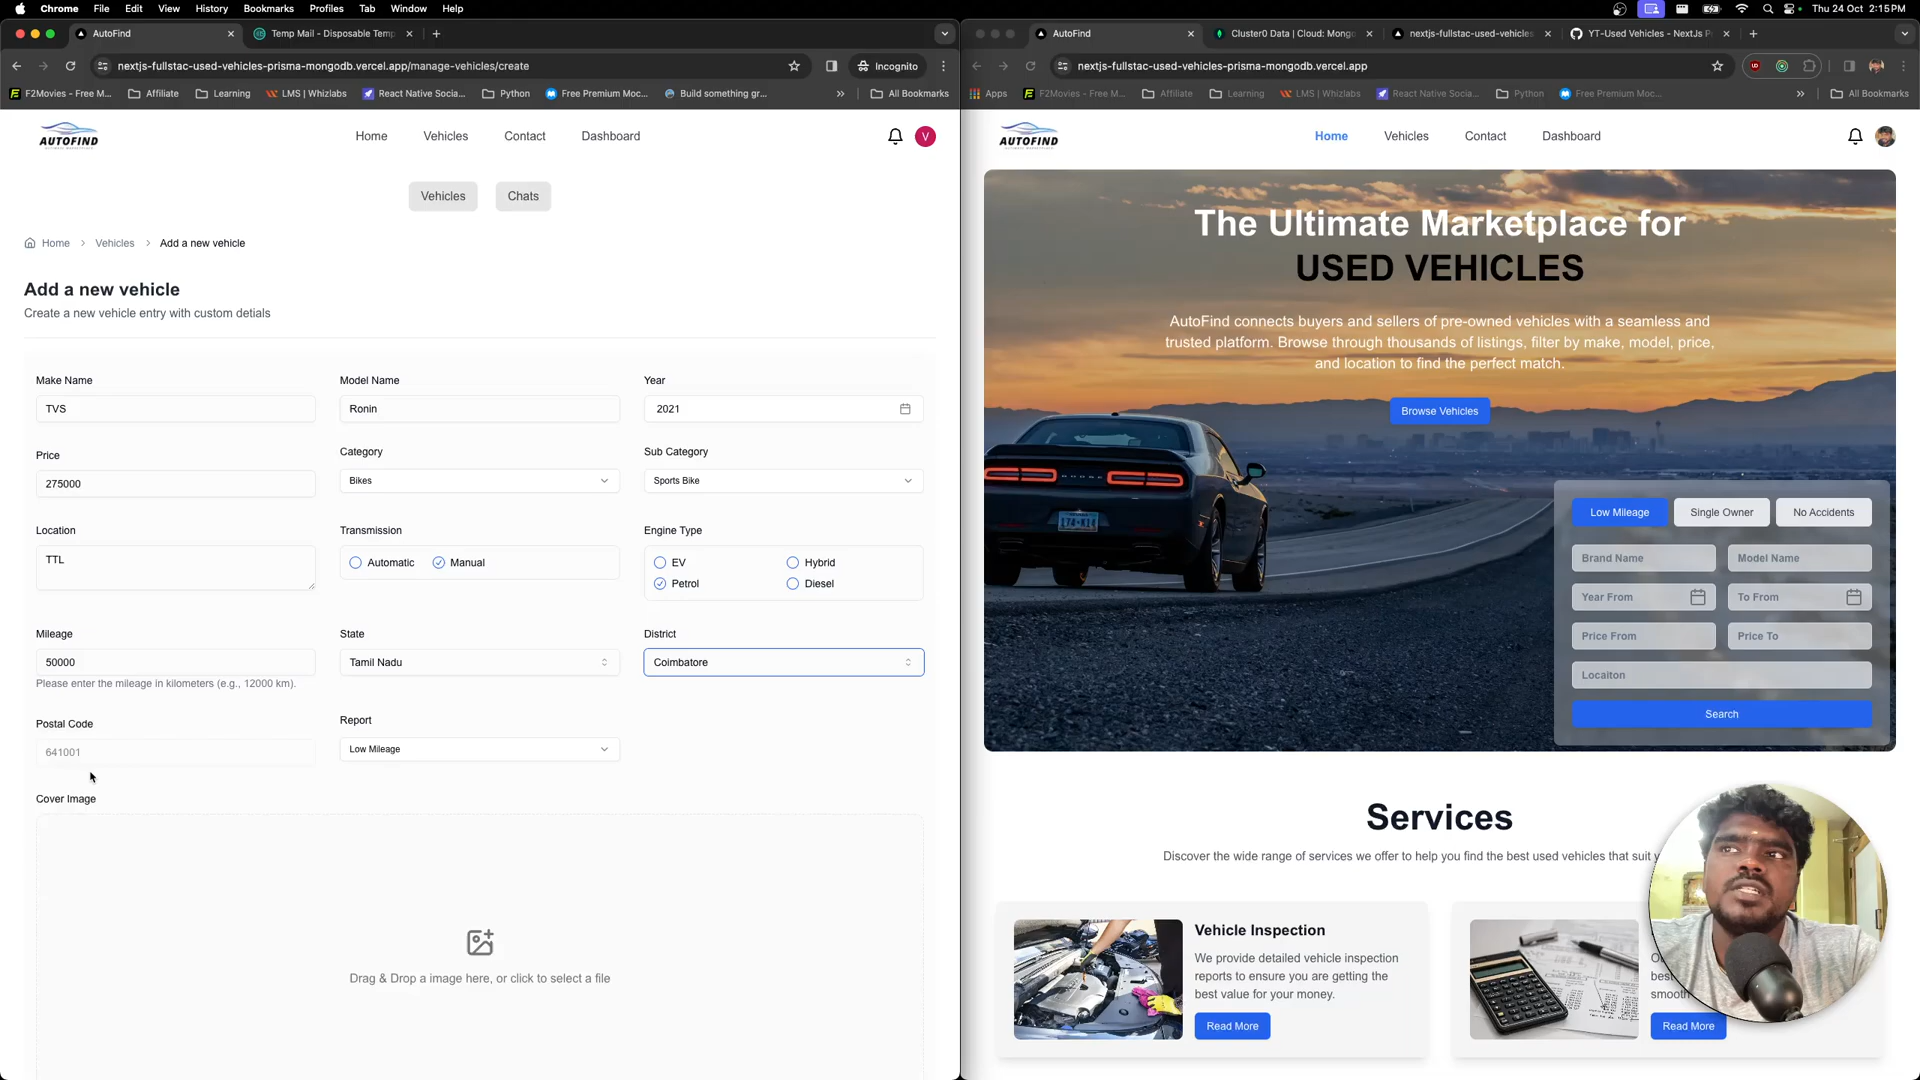 Chrome File Edit View History Bookmarks Profiles Tab Window Help
Thu 24 Oct 2:15PM
AutoFind
Temp Mail - Disposable Temp
nextjs-fullstac-used-vehicles-prisma-mongodb.vercel.app/manage-vehicles/create
Incognito
F2Movies - Free M... Affiliate Learning LMS | Whizlabs React Native Socia... Python Free Premium Moc... Build something gr... All Bookmarks
AUTOFIND
Home Vehicles Contact Dashboard
V
Vehicles Chats
Home Vehicles Add a new vehicle
Add a new vehicle
Create a new vehicle entry with custom detials
Make Name Model Name Year
TVS Ronin 2021
Price Category Sub Category
275000 Bikes Sports Bike
Location Transmission Engine Type
TTL Automatic Manual EV Hybrid
Petrol Diesel
Mileage State District
50000 Tamil Nadu Coimbatore
Please enter the mileage in kilometers (e.g., 12000 km).
Postal Code Report
641001 Low Mileage
Cover Image
Drag & Drop a image here, or click to select a file
AutoFind Cluster0 Data | Cloud: Mongo nextjs-fullstac-used-vehicles YT-Used Vehicles - NextJs P
nextjs-fullstac-used-vehicles-prisma-mongodb.vercel.app
Apps F2Movies - Free M... Affiliate Learning LMS | Whizlabs React Native Socia... Python Free Premium Moc... All Bookmarks
AUTOFIND
Home Vehicles Contact Dashboard
The Ultimate Marketplace for
USED VEHICLES
AutoFind connects buyers and sellers of pre-owned vehicles with a seamless and
trusted platform. Browse through thousands of listings, filter by make, model, price,
and location to find the perfect match.
Browse Vehicles
Low Mileage Single Owner No Accidents
Brand Name Model Name
Year From To From
Price From Price To
Locaiton
Search
Services
Discover the wide range of services we offer to help you find the best used vehicles that suit
Vehicle Inspection
We provide detailed vehicle inspection
reports to ensure you are getting the
best value for your money.
Read More
best
smooth
Read More